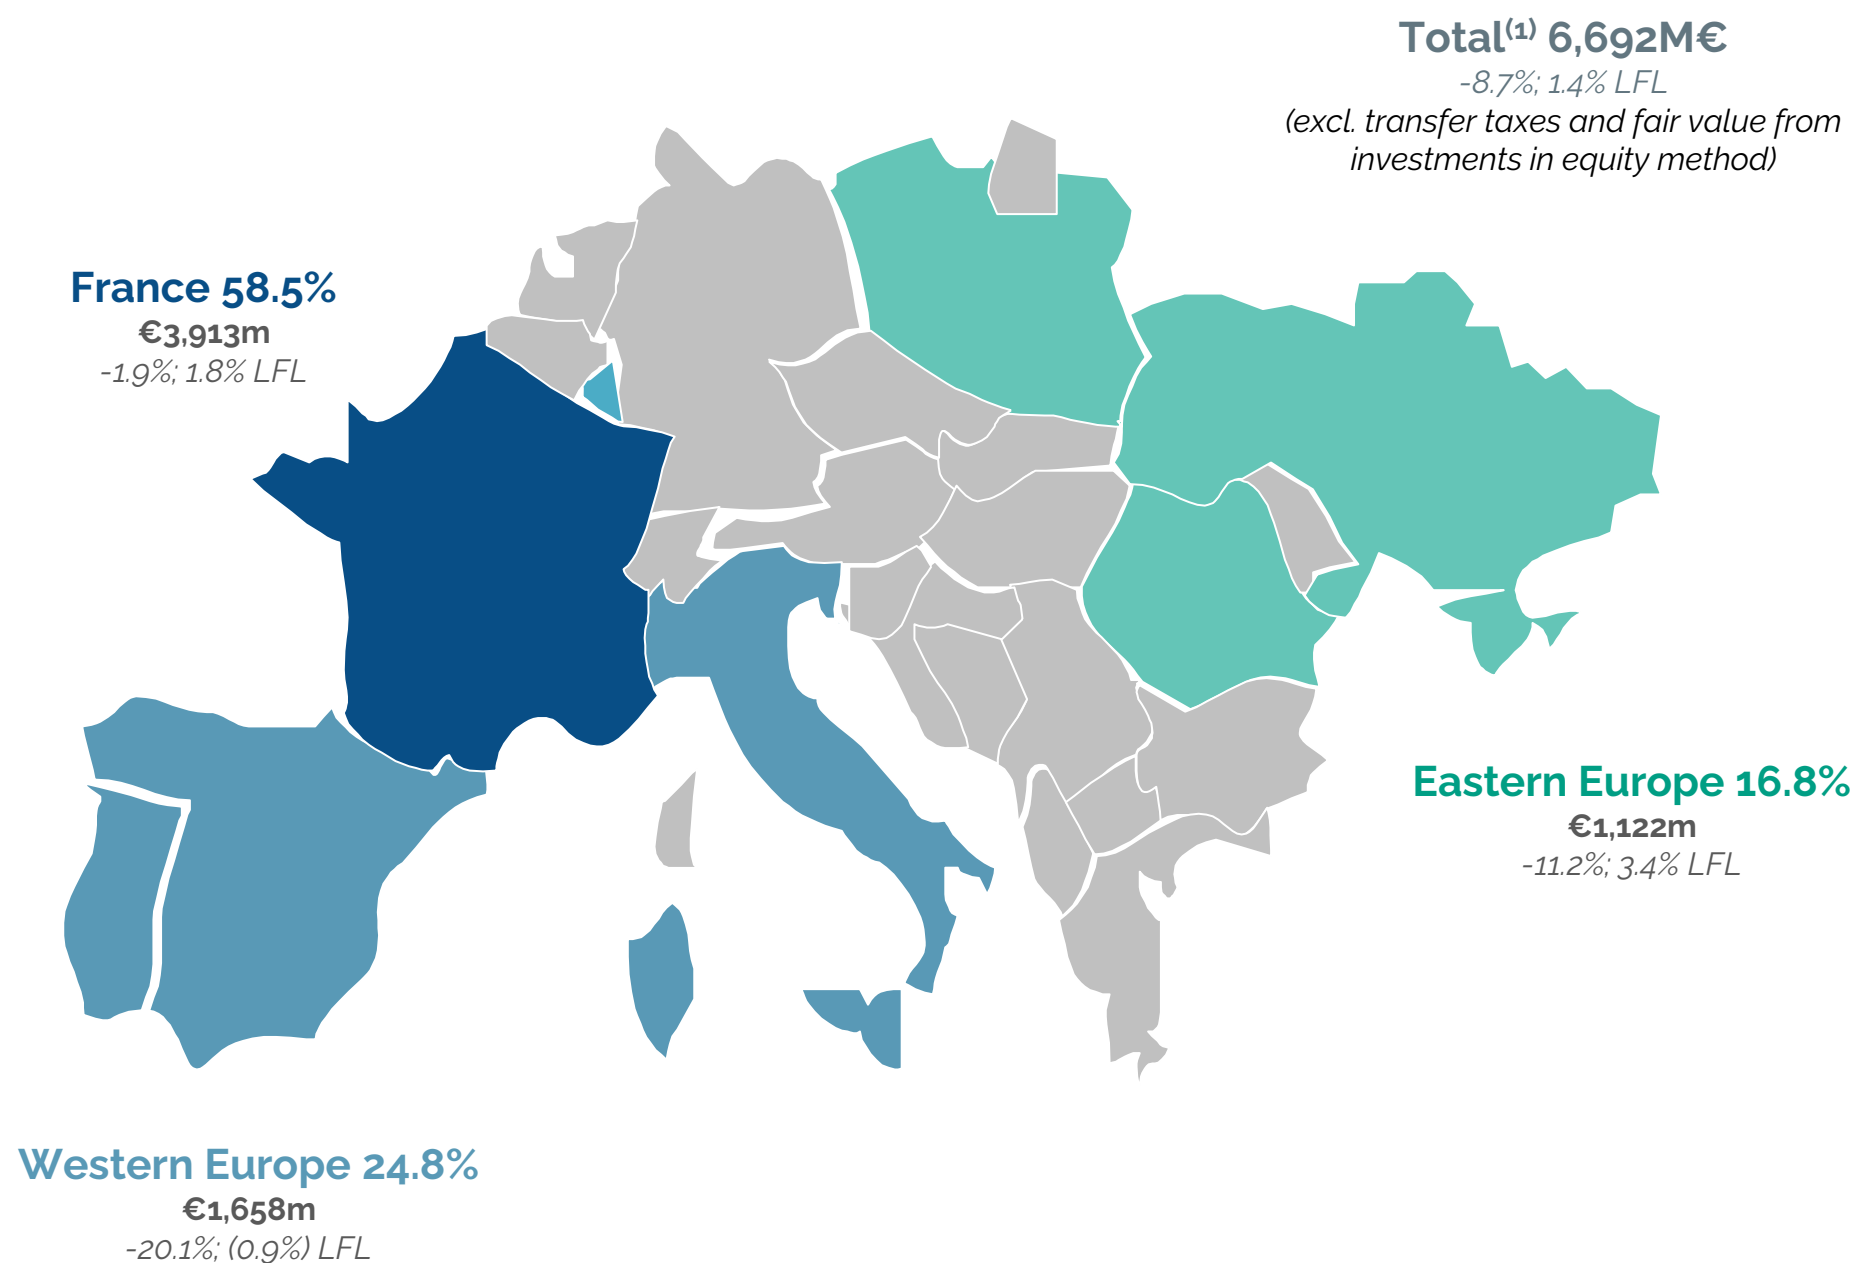 Total(1) 6,692M€
-8.7%; 1.4% LFL
(excl. transfer taxes and fair value from
investments in equity method)
France 58.5%
€3,913m
-1.9%; 1.8% LFL
Eastern Europe 16.8%
€1,122m
-11.2%; 3.4% LFL
Western Europe 24.8%
€1,658m
-20.1%; (0.9%) LFL